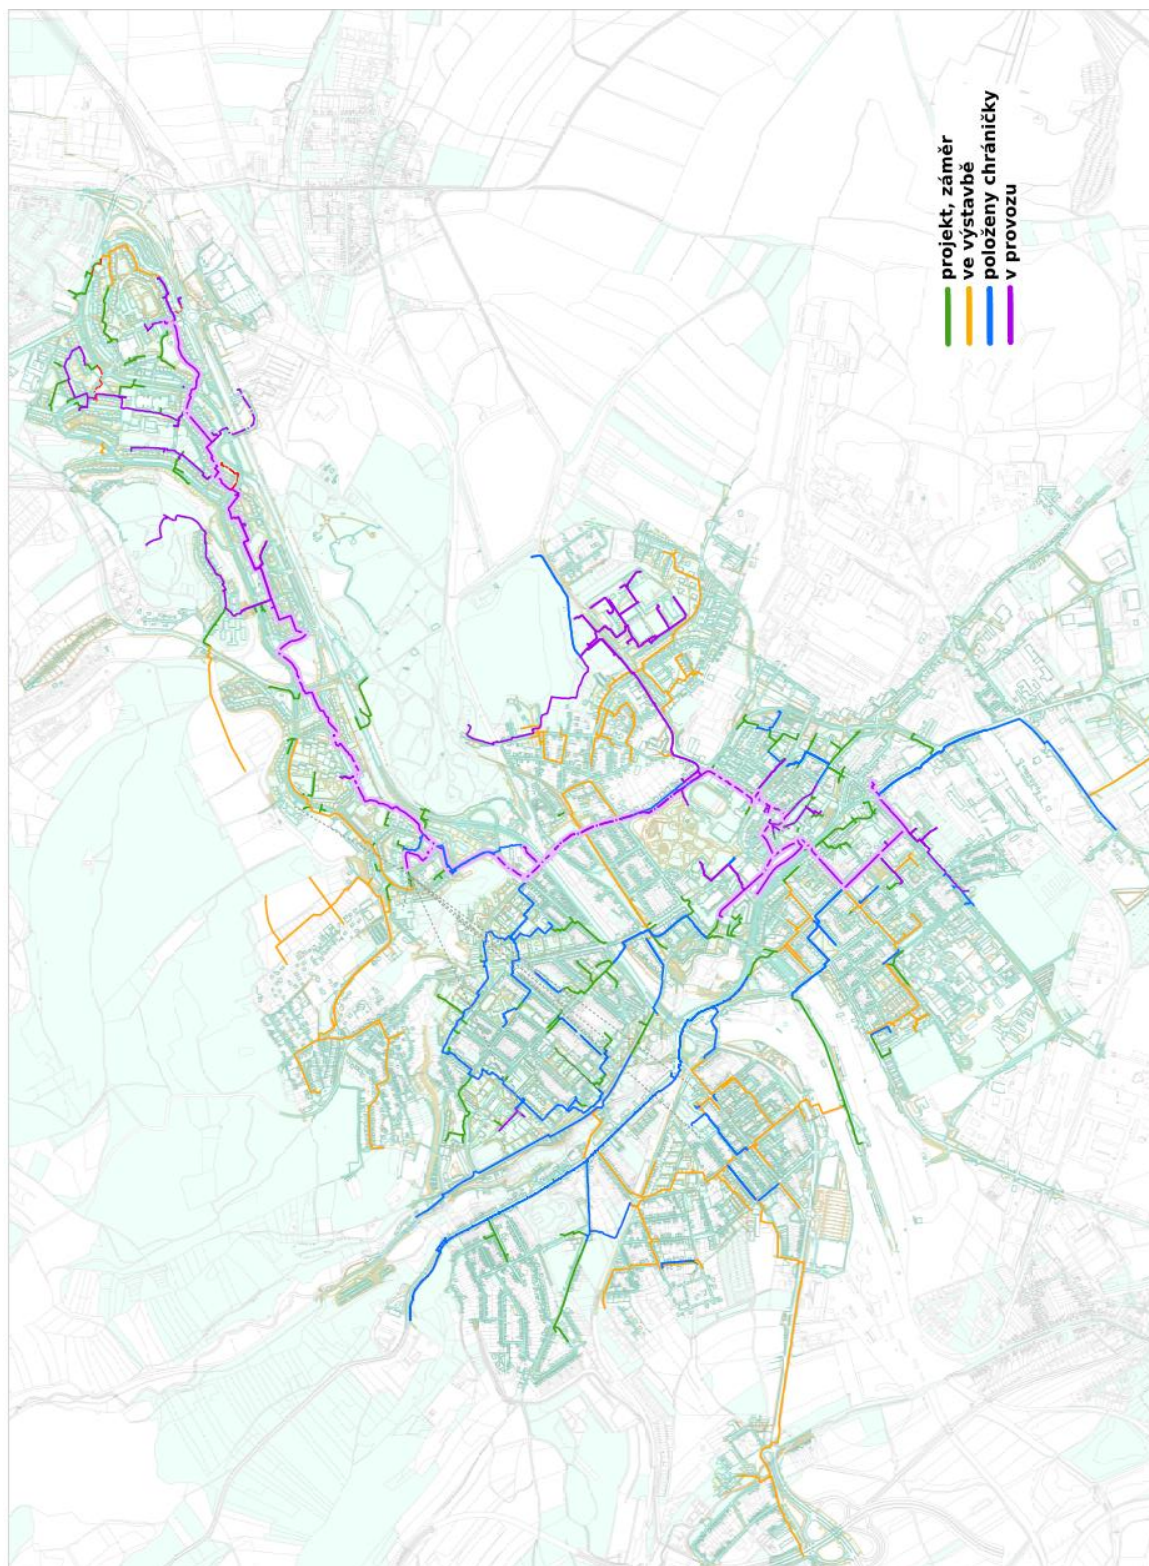 projekt, záměr
ve výstavbě
položeny chráničky
v provozu